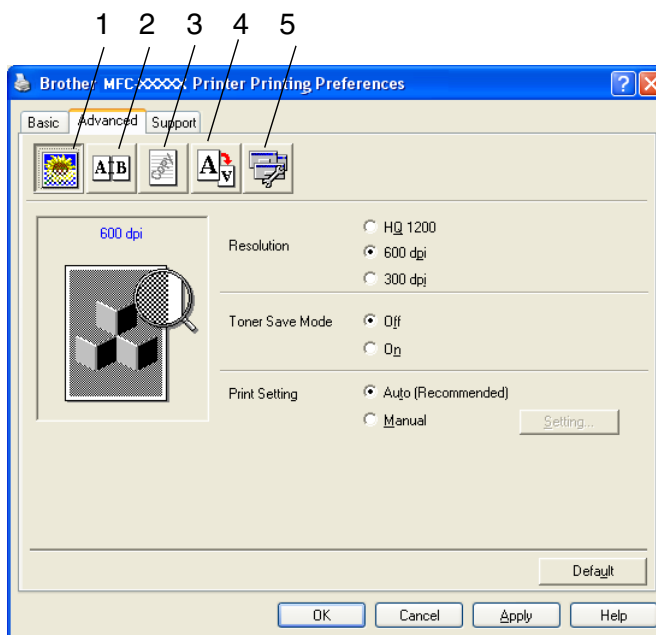 1 2 3 4 5
Brother MFC-XXXXX Printer Printing Preferences
Basic Advanced Support
A B Copy A A
600 dpi
Resolution
HQ 1200
600 dpi
300 dpi
Toner Save Mode
Off
On
Print Setting
Auto (Recommended)
Manual
Setting...
Default
OK Cancel Apply Help